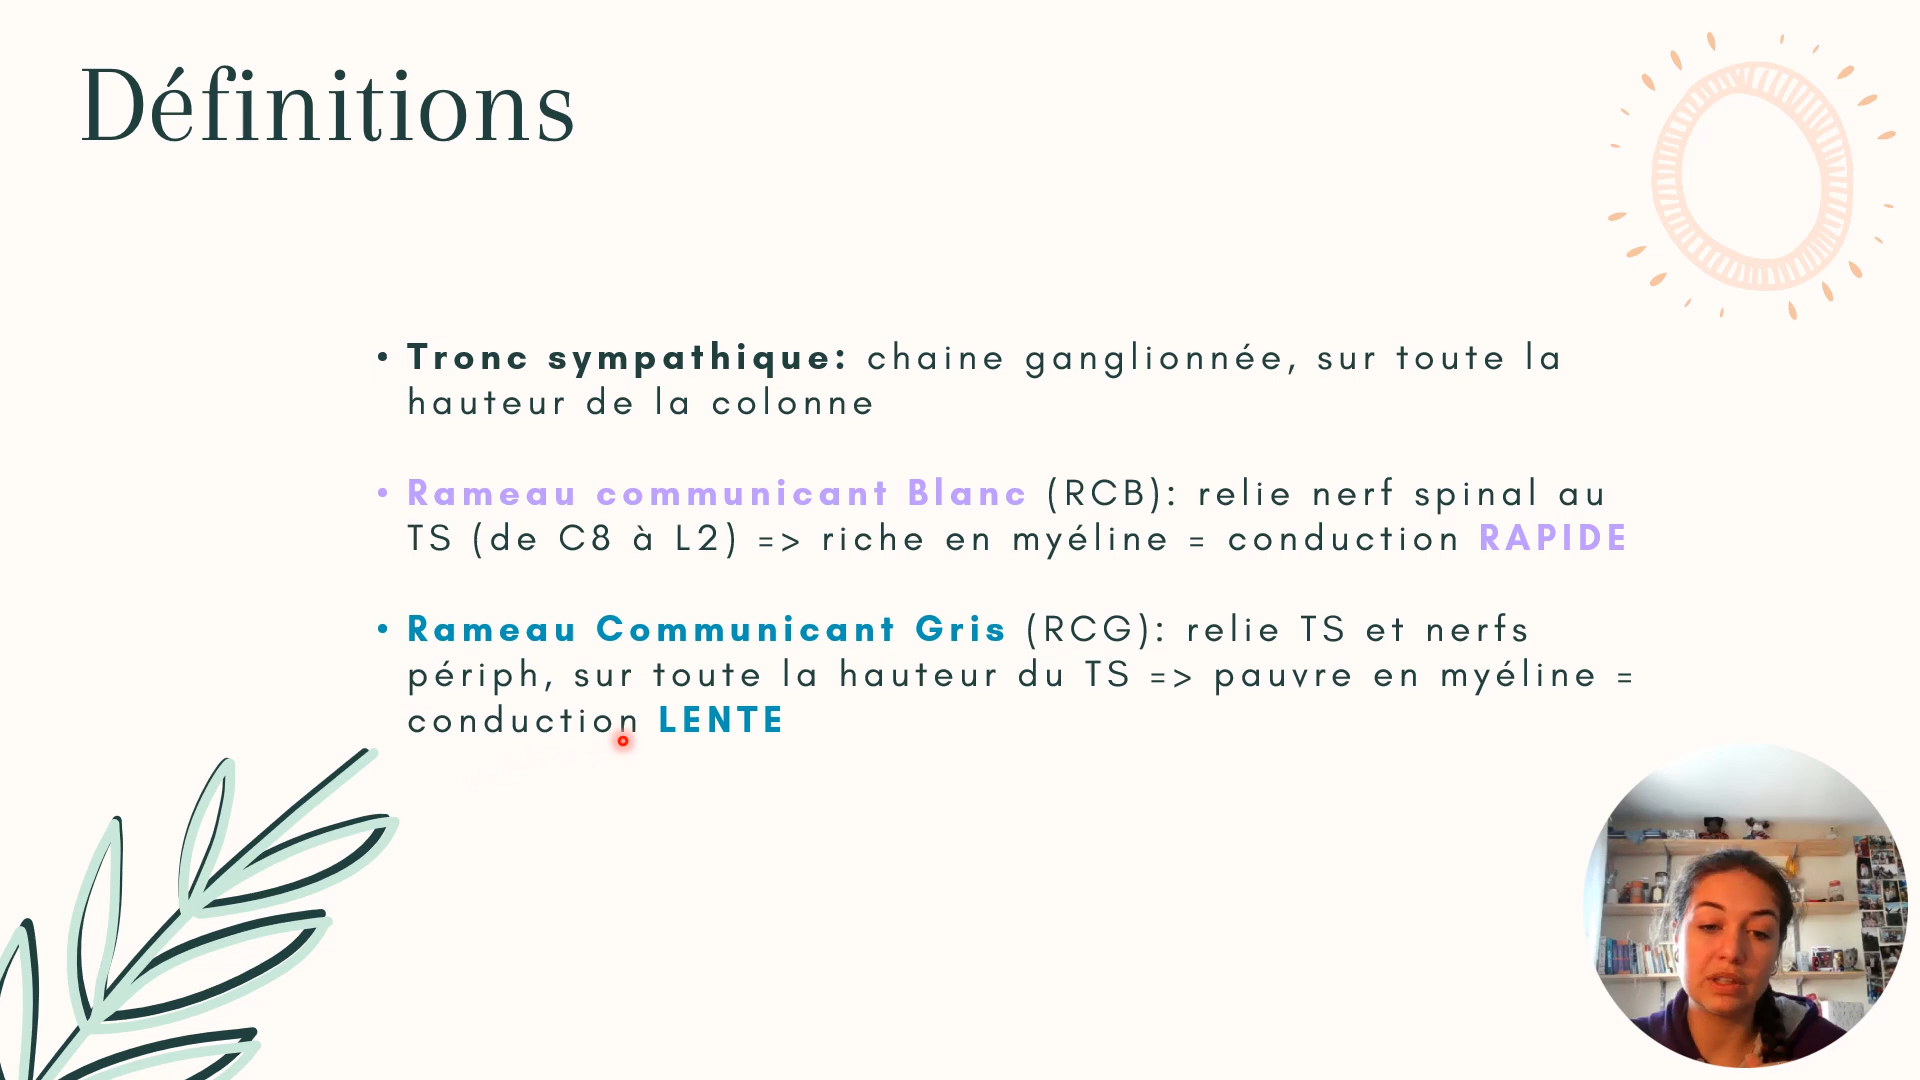 Définitions
• Tronc sympathique: chaine ganglionnée, sur toute la
hauteur de la colonne
• Rameau communicant Blanc (RCB): relie nerf spinal au
TS (de C8 à L2) => riche en myéline = conduction RAPIDE
• Rameau Communicant Gris (RCG): relie TS et nerfs
périph, sur toute la hauteur du TS => pauvre en myéline =
conduction LENTE